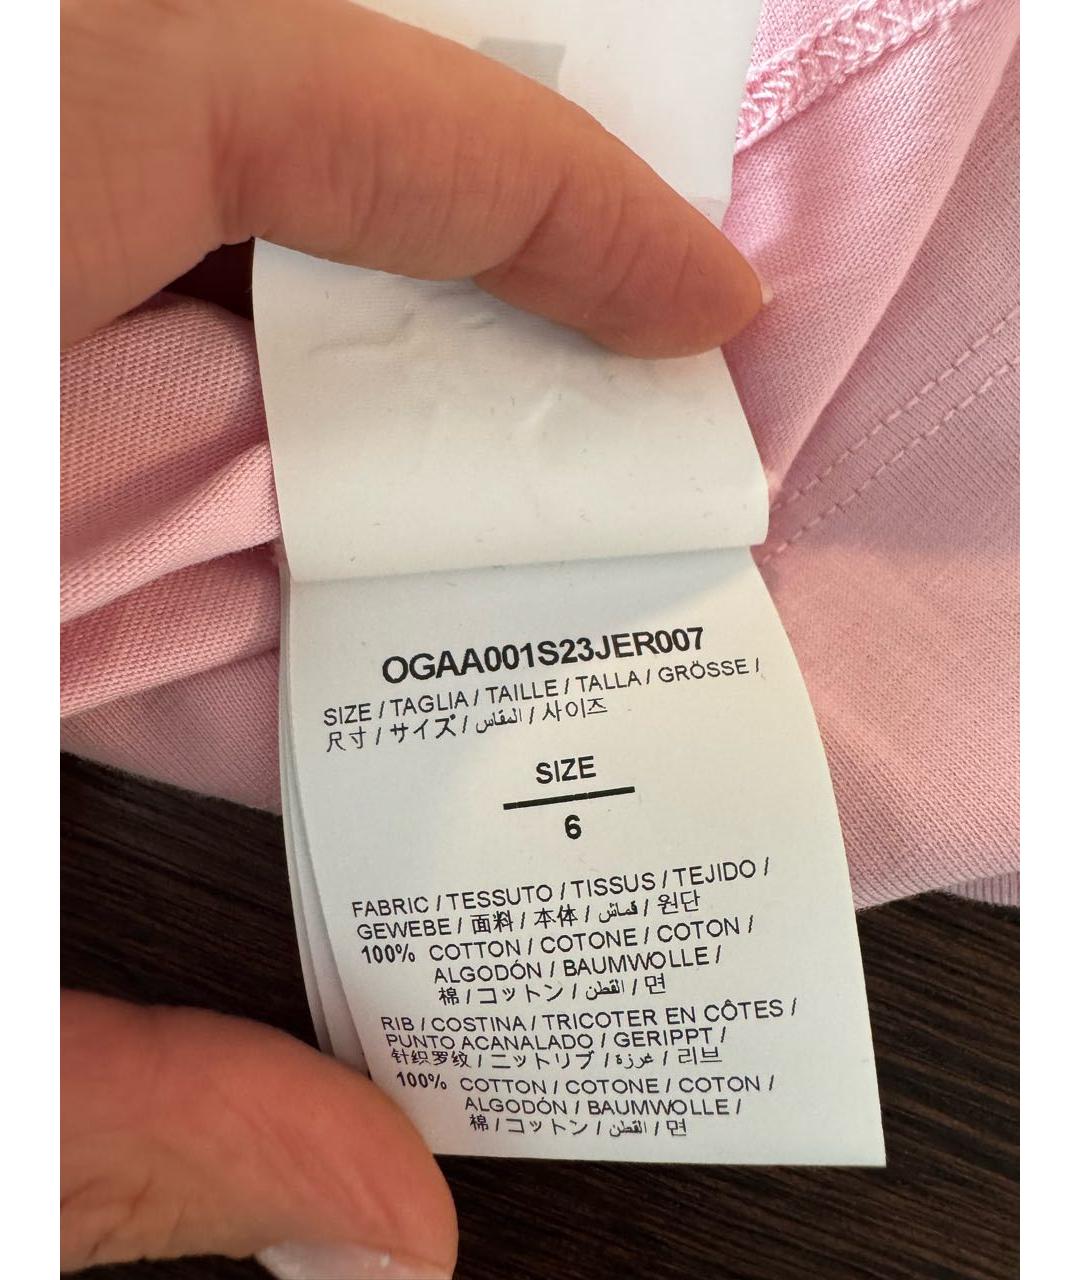 OGAA001S23JER007
SIZE / TAGLIA / TAILLE / TALLA / GRÖSSE /
尺寸 / サイズ / المقاس / 사이즈
SIZE
6
FABRIC / TESSUTO / TISSUS / TEJIDO /
GEWEBE / 面料 / 本体 / قماش / 원단
100% COTTON / COTONE / COTON /
ALGODÓN / BAUMWOLLE /
棉 / コットン / القطن / 면
RIB / COSTINA / TRICOTER EN CÔTES /
PUNTO ACANALADO / GERIPPT /
针织罗纹 / ニットリブ / غرزة / 리브
100% COTTON / COTONE / COTON /
ALGODÓN / BAUMWOLLE /
棉 / コットン / القطن / 면